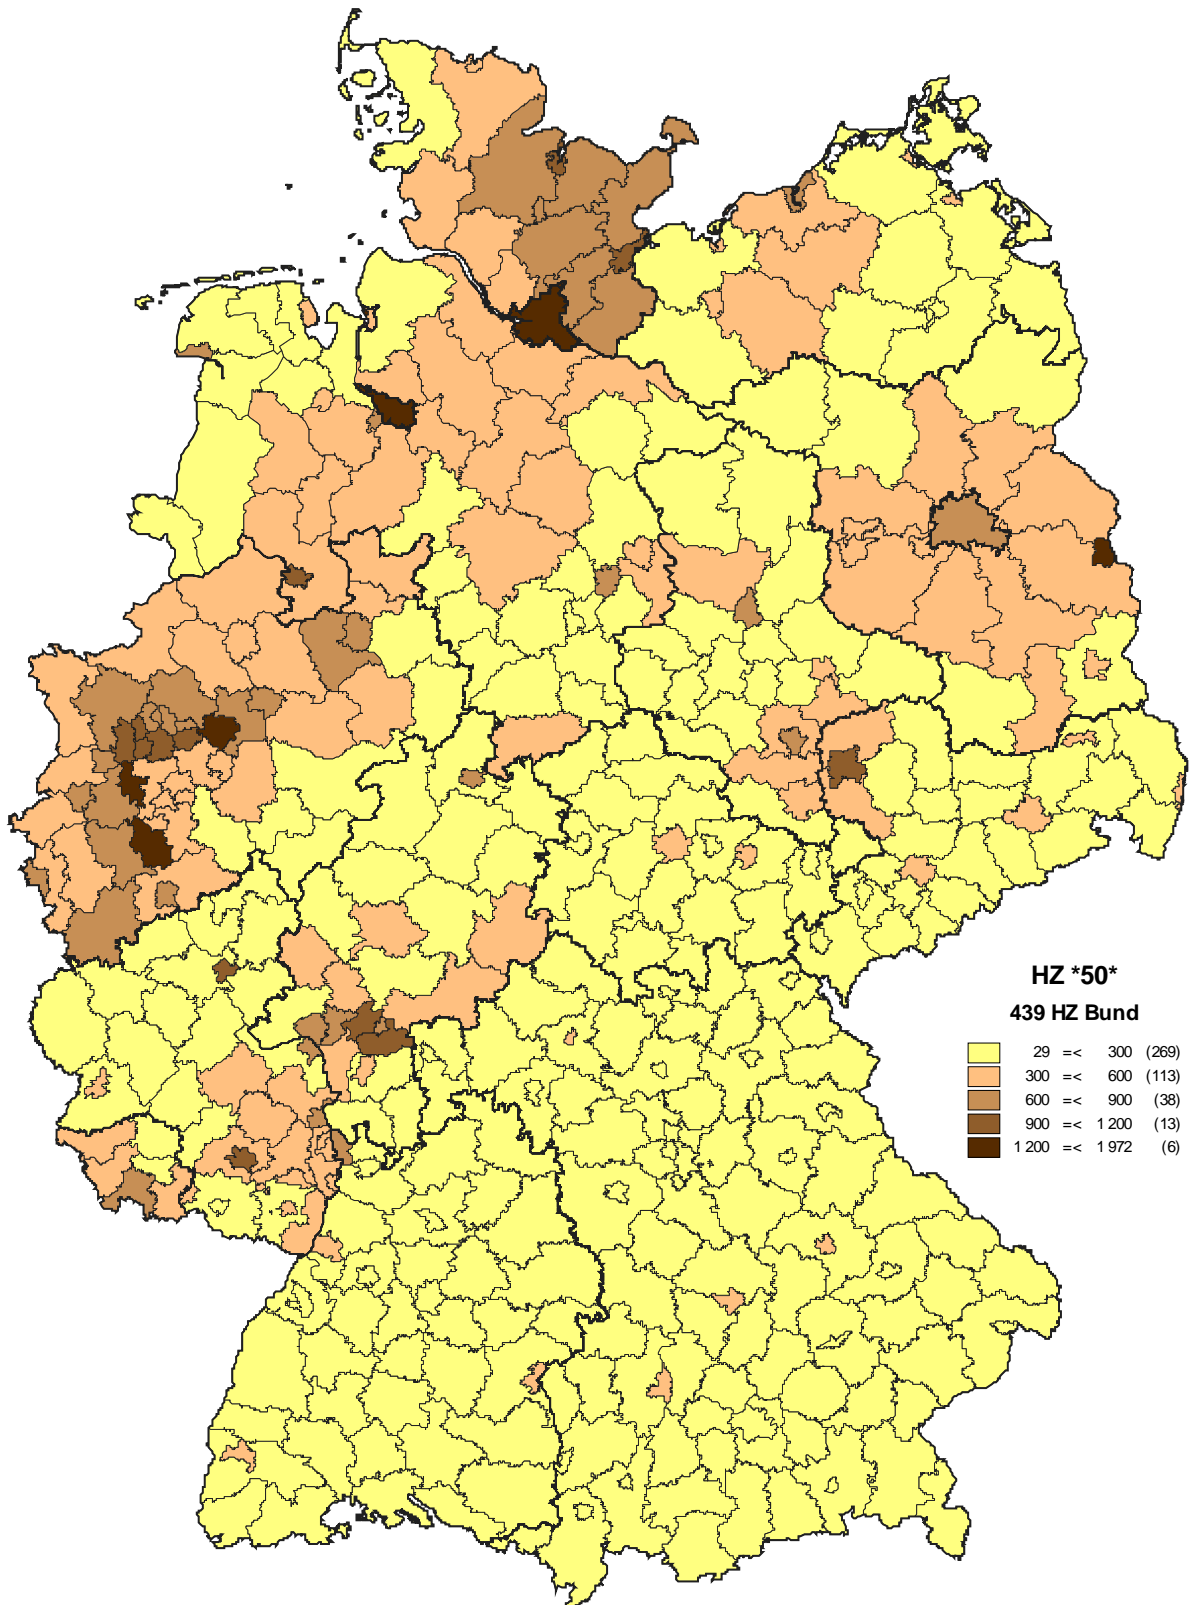 HZ *50*
439 HZ Bund
29 =< 300 (269)
300 =< 600 (113)
600 =< 900 (38)
900 =< 1 200 (13)
1 200 =< 1 972 (6)